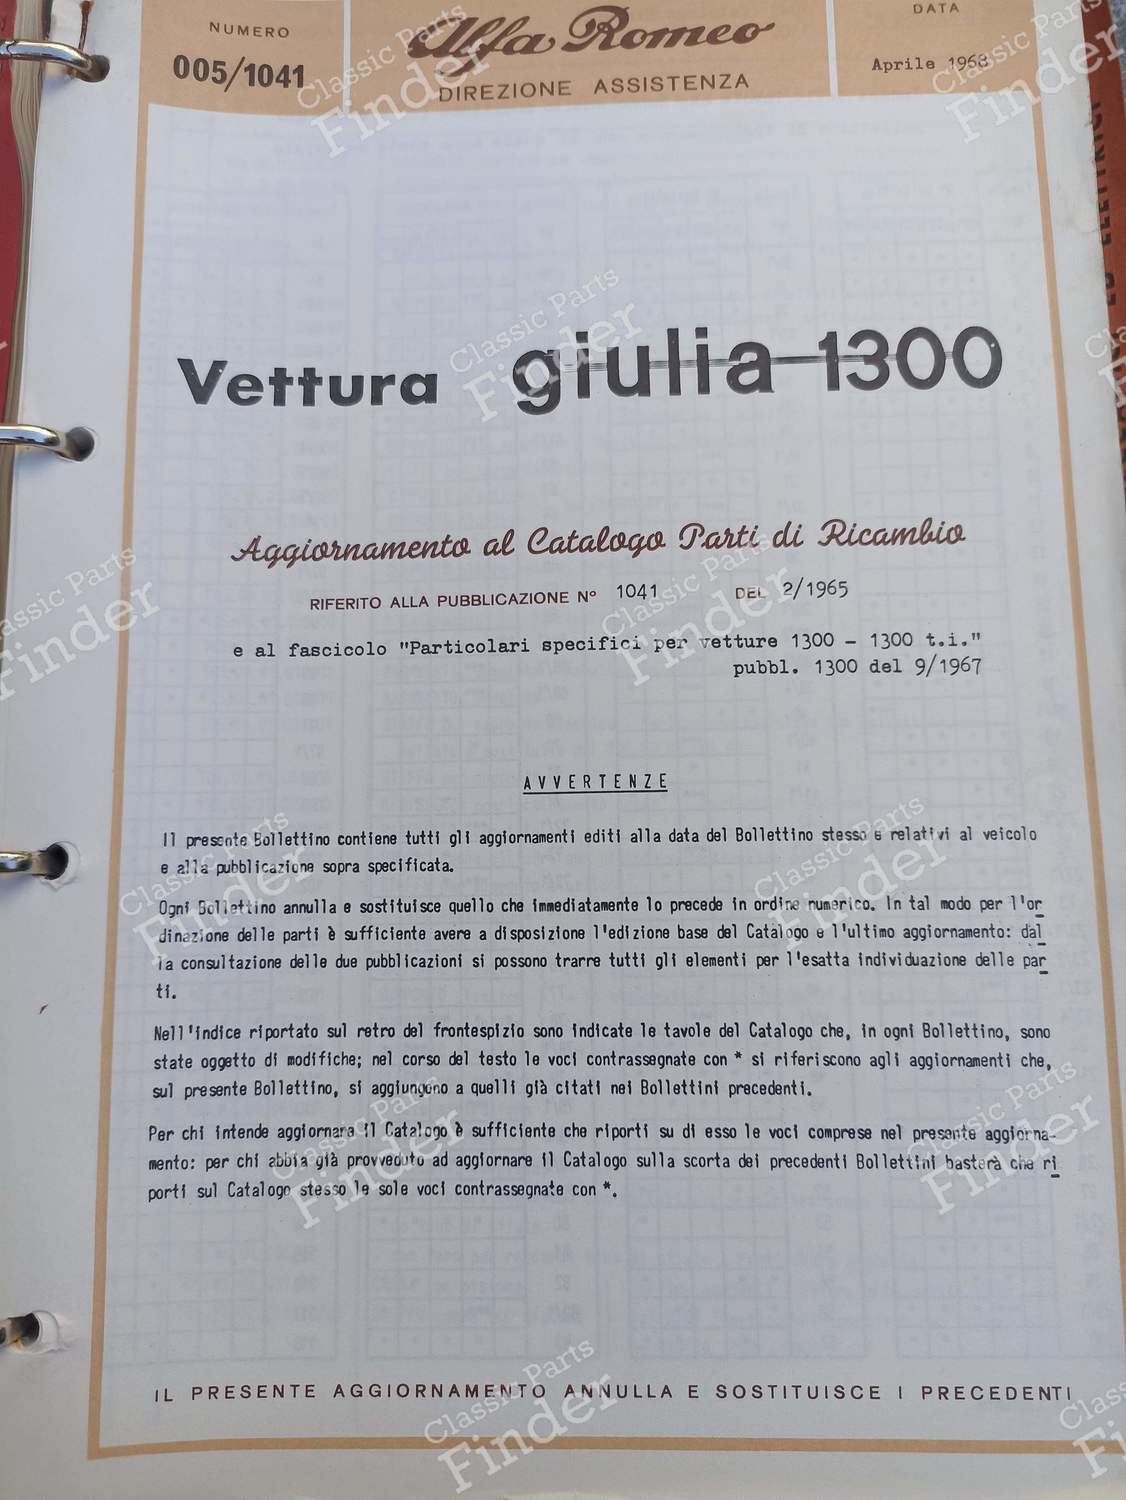 NUMERO
005/1041
Alfa Romeo
DIREZIONE ASSISTENZA
DATA
Aprile 1968
Vettura giulia 1300
Aggiornamento al Catalogo Parti di Ricambio
RIFERITO ALLA PUBBLICAZIONE N° 1041 DEL 2/1965
e al fascicolo "Particolari specifici per vetture 1300 - 1300 t.i."
pubbl. 1300 del 9/1967
AVVERTENZE
Il presente Bollettino contiene tutti gli aggiornamenti editi alla data del Bollettino stesso e relativi al veicolo
e alla pubblicazione sopra specificata.
Ogni Bollettino annulla e sostituisce quello che immediatamente lo precede in ordine numerico. In tal modo per l'or
dinazione delle parti è sufficiente avere a disposizione l'edizione base del Catalogo e l'ultimo aggiornamento: dal
la consultazione delle due pubblicazioni si possono trarre tutti gli elementi per l'esatta individuazione delle par
ti.
Nell'indice riportato sul retro del frontespizio sono indicate le tavole del Catalogo che, in ogni Bollettino, sono
state oggetto di modifiche; nel corso del testo le voci contrassegnate con * si riferiscono agli aggiornamenti che,
sul presente Bollettino, si aggiungono a quelli già citati nei Bollettini precedenti.
Per chi intende aggiornare il Catalogo è sufficiente che riporti su di esso le voci comprese nel presente aggiorna-
mento: per chi abbia già provveduto ad aggiornare il Catalogo sulla scorta dei precedenti Bollettini basterà che ri
porti sul Catalogo stesso le sole voci contrassegnate con *.
IL PRESENTE AGGIORNAMENTO ANNULLA E SOSTITUISCE I PRECEDENTI
ED ELETTRICI
Classic Parts
Finder